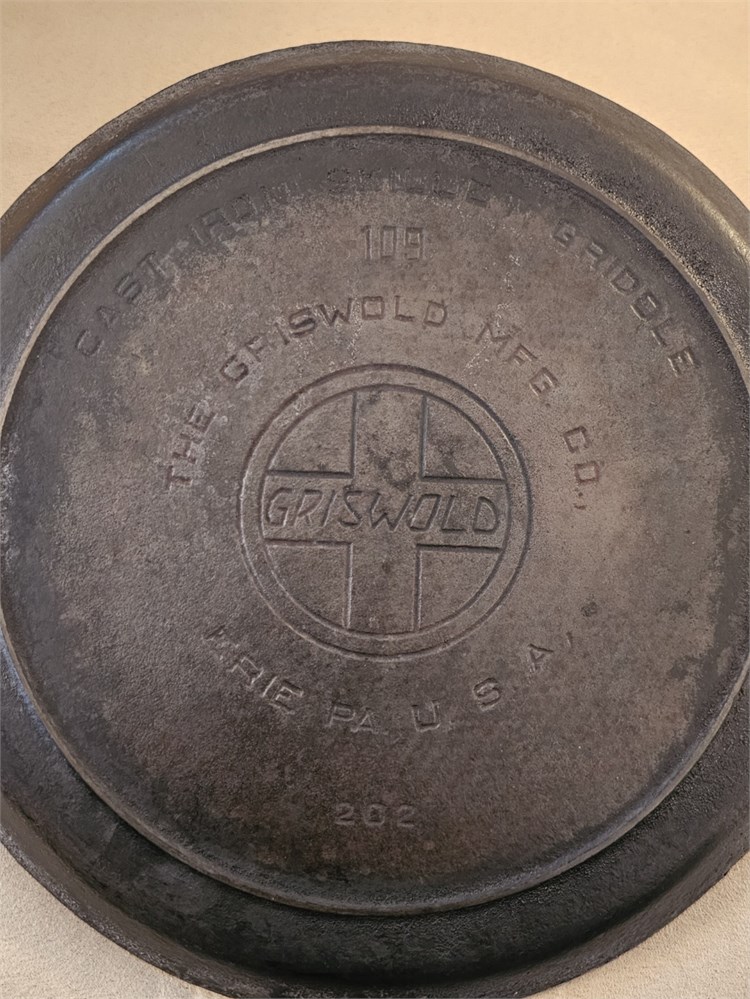 CAST IRON SKILLET GRIDDLE
109
THE GRISWOLD MFG. CO.,
GRISWOLD
ERIE PA. U.S.A.
202